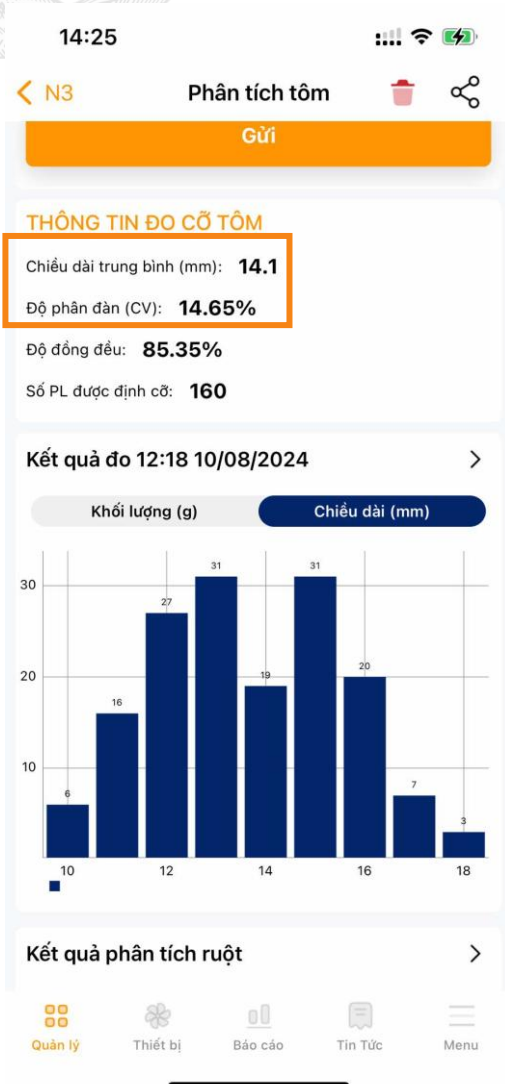 14:25
N3 Phân tích tôm
Gửi
THÔNG TIN ĐO CỠ TÔM
Chiều dài trung bình (mm): 14.1
Độ phân đàn (CV): 14.65%
Độ đồng đều: 85.35%
Số PL được định cỡ: 160
Kết quả đo 12:18 10/08/2024
Khối lượng (g) Chiều dài (mm)
31 31
30
27
20
20
19
16
10
7
6
3
10 12 14 16 18
Kết quả phân tích ruột
Quản lý Thiết bị Báo cáo Tin Tức Menu